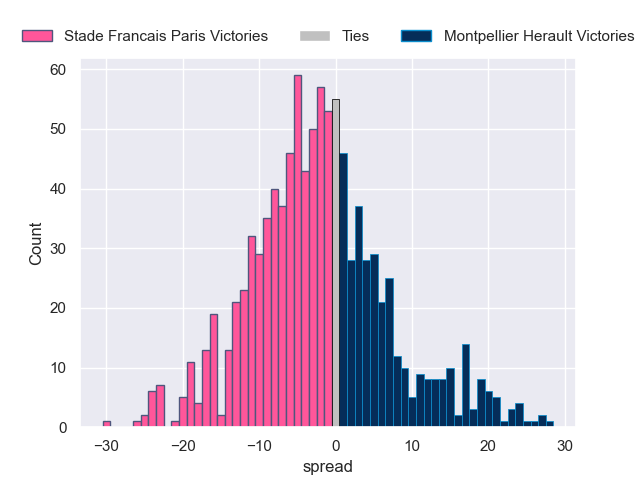 Stade Francais Paris Victories Ties Montpellier Herault Victories
60
50
40
30
20
10
0
Count
−30 −20 −10 0 10 20 30
spread